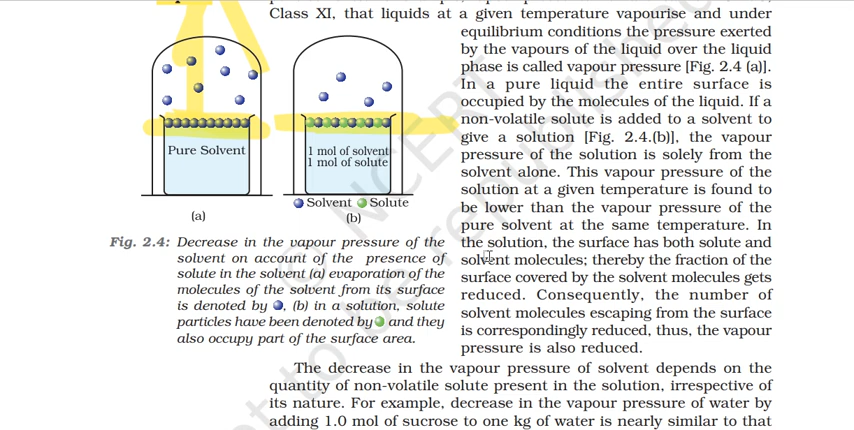 Class XI, that liquids at a given temperature vapourise and under
equilibrium conditions the pressure exerted
by the vapours of the liquid over the liquid
phase is called vapour pressure [Fig. 2.4 (a)].
In a pure liquid the entire surface is
occupied by the molecules of the liquid. If a
non-volatile solute is added to a solvent to
give a solution [Fig. 2.4.(b)], the vapour
pressure of the solution is solely from the
solvent alone. This vapour pressure of the
solution at a given temperature is found to
be lower than the vapour pressure of the
pure solvent at the same temperature. In
the solution, the surface has both solute and
solvent molecules; thereby the fraction of the
surface covered by the solvent molecules gets
reduced. Consequently, the number of
solvent molecules escaping from the surface
is correspondingly reduced, thus, the vapour
pressure is also reduced.
Pure Solvent
(a)
1 mol of solvent
1 mol of solute
Solvent Solute
(b)
Fig. 2.4: Decrease in the vapour pressure of the
solvent on account of the presence of
solute in the solvent (a) evaporation of the
molecules of the solvent from its surface
is denoted by , (b) in a solution, solute
particles have been denoted by and they
also occupy part of the surface area.
The decrease in the vapour pressure of solvent depends on the
quantity of non-volatile solute present in the solution, irrespective of
its nature. For example, decrease in the vapour pressure of water by
adding 1.0 mol of sucrose to one kg of water is nearly similar to that
© NCERT
not to be republished